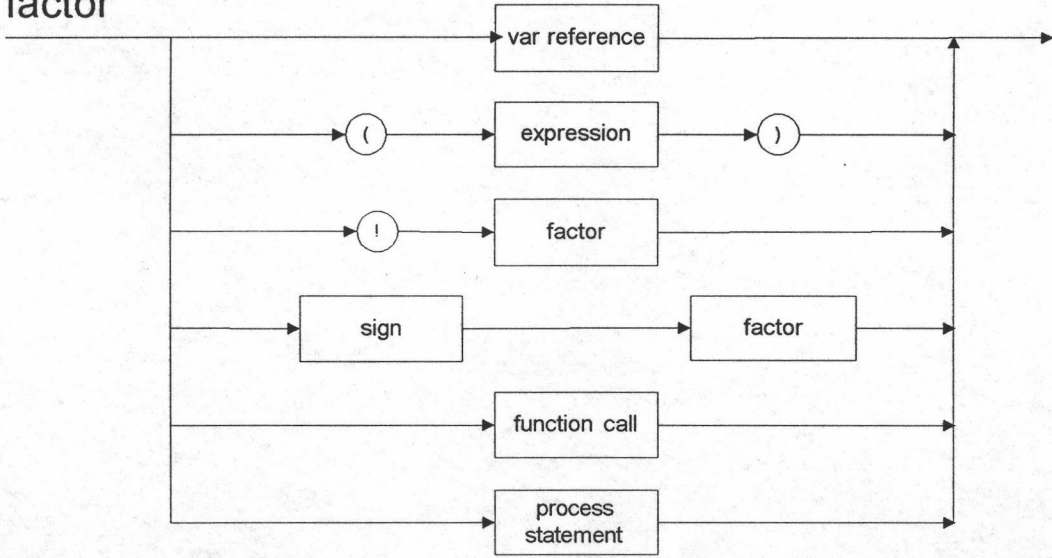 factor
var reference
( expression )
! factor
sign factor
function call
process
statement